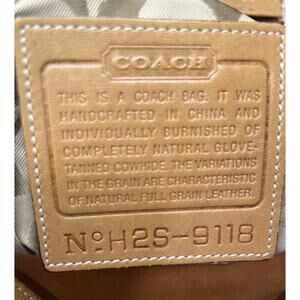 COACH
THIS IS A COACH BAG. IT WAS
HANDCRAFTED IN CHINA AND
INDIVIDUALLY BURNISHED OF
COMPLETELY NATURAL GLOVE-
TANNED COWHIDE. THE VARIATIONS
IN THE GRAIN ARE CHARACTERISTIC
OF NATURAL FULL GRAIN LEATHER.
Nº H2S-9118